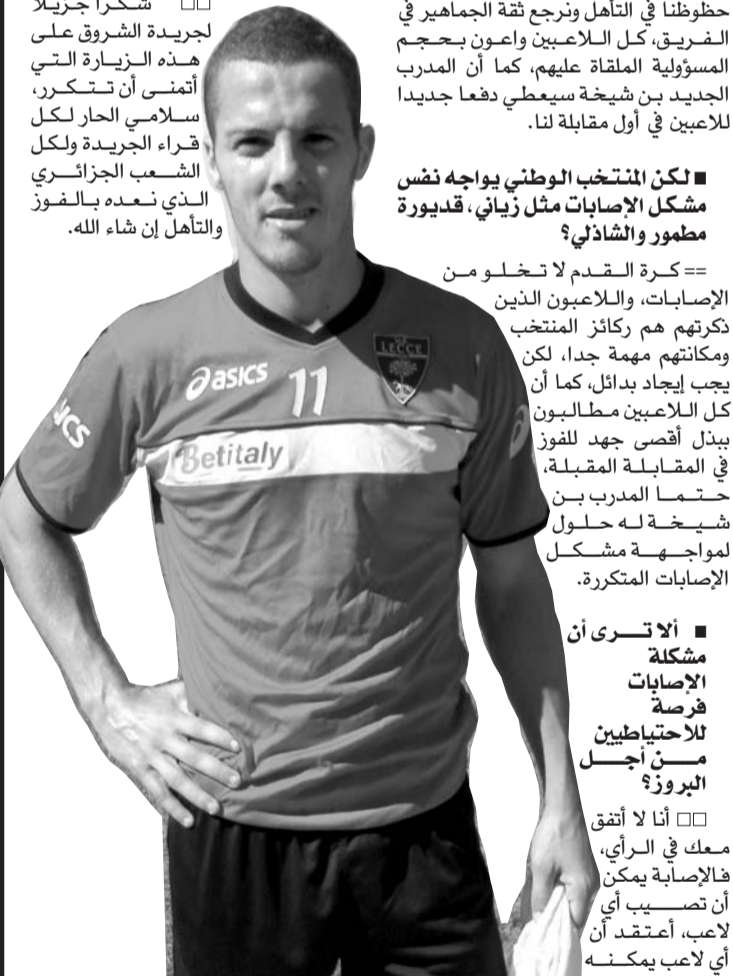 حظوظنا في التأهل ونرجع ثقة الجماهير في
الفريق، كل اللاعبين واعون بحجم
المسؤولية الملقاة عليهم، كما أن المدرب
الجديد بن شيخة سيعطي دفعا جديدا
للاعبين في أول مقابلة لنا.
■ لكن المنتخب الوطني يواجه نفس
مشكل الإصابات مثل زياني، قديورة
مطمور والشاذلي؟
== كرة القدم لا تخلو من
الإصابات، واللاعبون الذين
ذكرتهم هم ركائز المنتخب
ومكانتهم مهمة جدا، لكن
يجب إيجاد بدائل، كما أن
كل اللاعبين مطالبون
ببذل أقصى جهد للفوز
في المقابلة المقبلة،
حتما المدرب بن
شيخة له حلول
لمواجهة مشكل
الإصابات المتكررة.
■ ألا ترى أن
مشكلة
الإصابات
فرصة
للاحتياطيين
من أجل
البروز؟
□□ أنا لا أتفق
معك في الرأي،
فالإصابة يمكن
أن تصيب أي
لاعب، أعتقد أن
أي لاعب يمكنه
□□ شكرا جزيلا
لجريدة الشروق على
هذه الزيارة التي
أتمنى أن تتكرر،
سلامي الحار لكل
قراء الجريدة ولكل
الشعب الجزائري
الذي نعده بالفوز
والتأهل إن شاء الله.
LECCE
asics 11
Betitaly